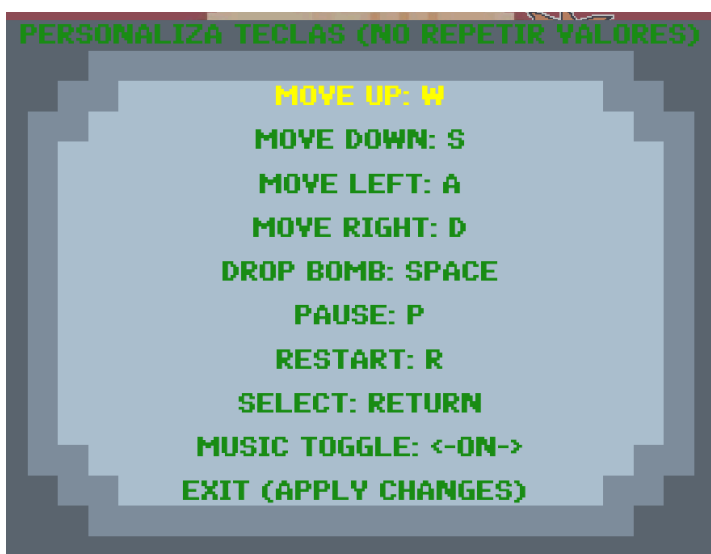 PERSONALIZA TECLAS (NO REPETIR VALORES)
MOVE UP: W
MOVE DOWN: S
MOVE LEFT: A
MOVE RIGHT: D
DROP BOMB: SPACE
PAUSE: P
RESTART: R
SELECT: RETURN
MUSIC TOGGLE: <-ON->
EXIT (APPLY CHANGES)